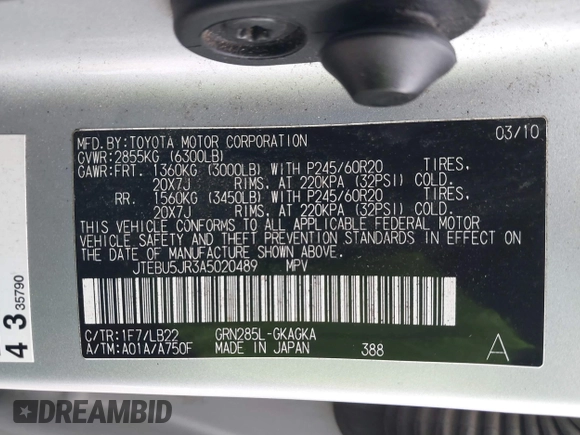 MFD.BY:TOYOTA MOTOR CORPORATION 03/10
GVWR:2855KG (6300LB)
GAWR:FRT. 1360KG (3000LB) WITH P245/60R20 TIRES,
20X7J RIMS, AT 220KPA (32PSI) COLD.
RR. 1560KG (3450LB) WITH P245/60R20 TIRES,
20X7J RIMS, AT 220KPA (32PSI) COLD.
THIS VEHICLE CONFORMS TO ALL APPLICABLE FEDERAL MOTOR
VEHICLE SAFETY AND THEFT PREVENTION STANDARDS IN EFFECT ON
THE DATE OF MANUFACTURE SHOWN ABOVE.
JTEBU5JR3A5020489 MPV
C/TR:1F7/LB22 GRN285L-GKAGKA
A/TM:A01A/A750F MADE IN JAPAN 388
A
43
35790
DREAMBID